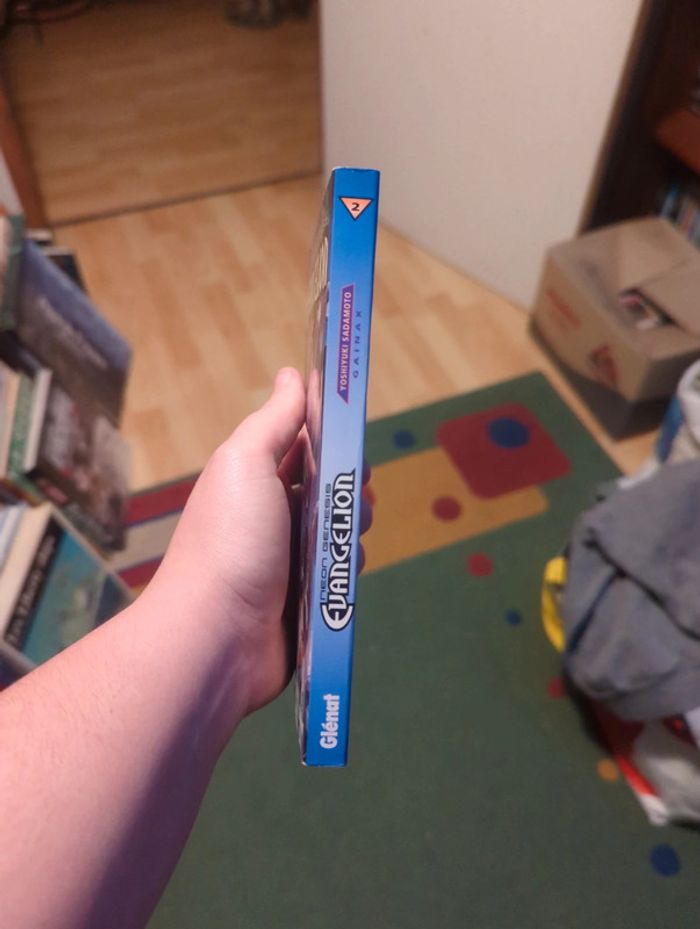 2
YOSHIYUKI SADAMOTO
GAINAX
NEON GENESIS
EVANGELION
Glénat